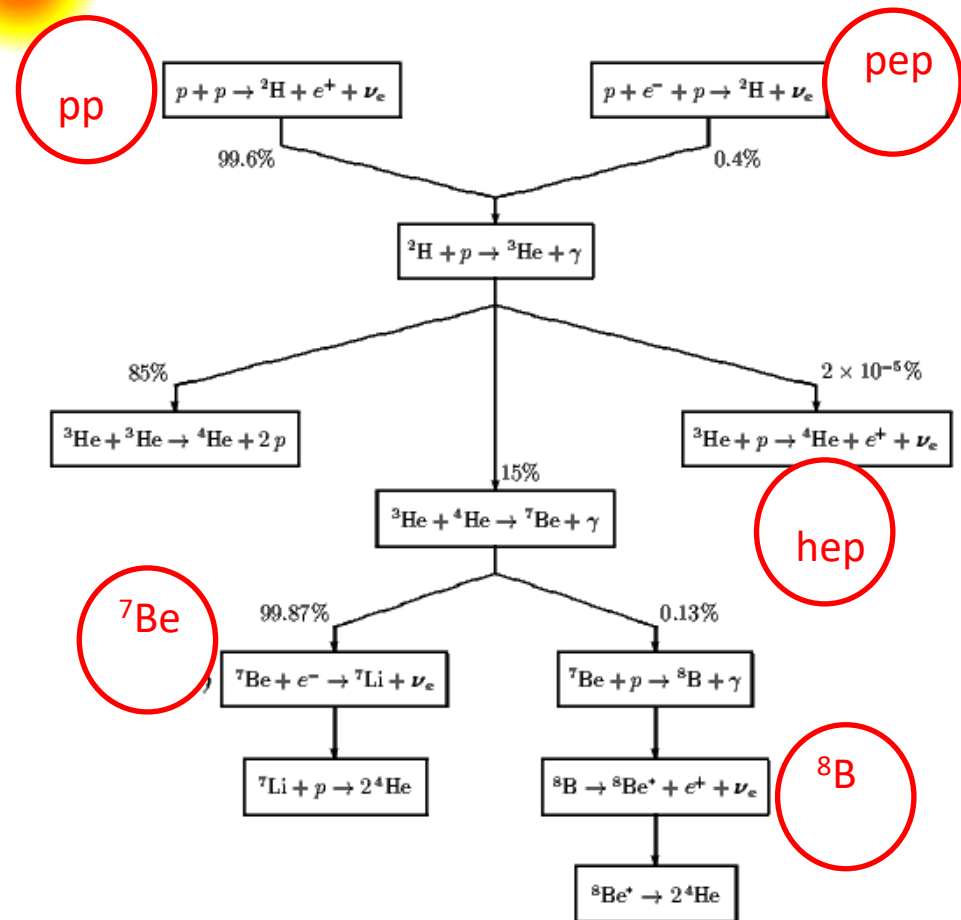 pp
p + p → ²H + e⁺ + νₑ
p + e⁻ + p → ²H + νₑ
pep
99.6%
0.4%
²H + p → ³He + γ
85%
2 × 10⁻⁵%
³He + ³He → ⁴He + 2 p
³He + p → ⁴He + e⁺ + νₑ
15%
³He + ⁴He → ⁷Be + γ
hep
⁷Be
99.87%
0.13%
⁷Be + e⁻ → ⁷Li + νₑ
⁷Be + p → ⁸B + γ
⁷Li + p → 2 ⁴He
⁸B → ⁸Be* + e⁺ + νₑ
⁸B
⁸Be* → 2 ⁴He